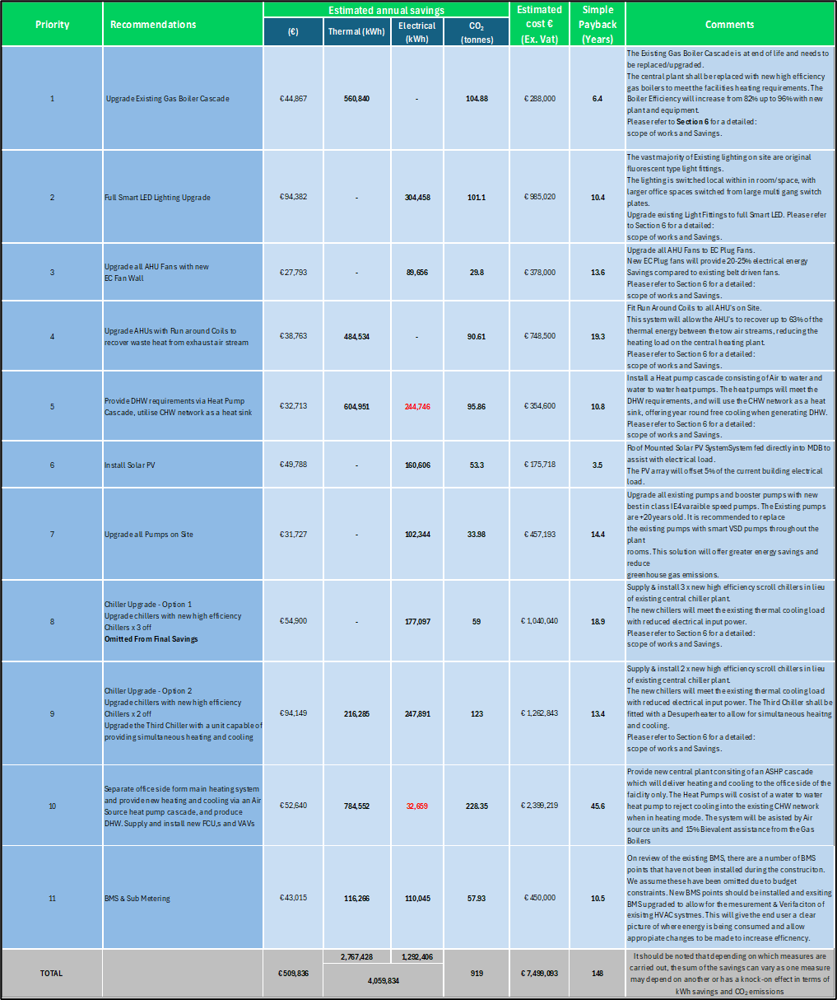 Priority
Recommendations
Estimated annual savings
(€)
Thermal (kWh)
Electrical
(kWh)
CO₂
(tonnes)
Estimated
cost €
(Ex. Vat)
Simple
Payback
(Years)
Comments
1
Upgrade Existing Gas Boiler Cascade
€44,867
560,840
-
104.88
€ 288,000
6.4
The Existing Gas Boiler Cascade is at end of life and needs to
be replaced/upgraded.
The central plant shall be replaced with new high efficiency
gas boilers to meet the facilities heating requirements. The
Boiler Efficiency will increase from 82% up to 96% with new
plant and equipment.
Please refer to Section 6 for a detailed:
scope of works and Savings.
2
Full Smart LED Lighting Upgrade
€94,382
-
304,458
101.1
€ 985,020
10.4
The vast majority of Existing lighting on site are original
fluorescent type light fittings.
The lighting is switched local within in room/space, with
larger office spaces switched from large multi gang switch
plates.
Upgrade existing Light Fittings to full Smart LED. Please refer
to Section 6 for a detailed:
scope of works and Savings.
3
Upgrade all AHU Fans with new
EC Fan Wall
€27,793
-
89,656
29.8
€ 378,000
13.6
Upgrade all AHU Fans to EC Plug Fans.
New EC Plug fans will provide 20-25% electrical energy
Savings compared to existing belt driven fans.
Please refer to Section 6 for a detailed:
scope of works and Savings.
4
Upgrade AHUs with Run around Coils to
recover waste heat from exhaust air stream
€38,763
484,534
-
90.61
€ 748,500
19.3
Fit Run Around Coils to all AHU's on Site.
This system will allow the AHU's to recover up to 63% of the
thermal energy between the tow air streams, reducing the
heating load on the central heating plant.
Please refer to Section 6 for a detailed:
scope of works and Savings.
5
Provide DHW requirements via Heat Pump
Cascade, utilise CHW network as a heat sink
€32,713
604,951
244,746
95.86
€ 354,600
10.8
Install a Heat pump cascade consisting of Air to water and
water to water heat pumps. The heat pumps will meet the
DHW requirements, and will use the CHW network as a heat
sink, offering year round free cooling when generating DHW.
Please refer to Section 6 for a detailed:
scope of works and Savings.
6
Install Solar PV
€49,788
-
160,606
53.3
€ 175,718
3.5
Roof Mounted Solar PV SystemSystem fed directly into MDB to
assist with electrical load.
The PV array will offset 5% of the current building electrical
load.
7
Upgrade all Pumps on Site
€31,727
-
102,344
33.98
€ 457,193
14.4
Upgrade all existing pumps and booster pumps with new
best in class IE4 varaible speed pumps. The Existing pumps
are +20 years old. It is recommended to replace
the existing pumps with smart VSD pumps throughout the
plant
rooms. This solution will offer greater energy savings and
reduce
greenhouse gas emissions.
8
Chiller Upgrade - Option 1
Upgrade chillers with new high efficiency
Chillers x 3 off
Omitted From Final Savings
€54,900
-
177,097
59
€ 1,040,040
18.9
Supply & install 3 x new high efficiency scroll chillers in lieu
of existing central chiller plant.
The new chillers will meet the existing thermal cooling load
with reduced electrical input power.
Please refer to Section 6 for a detailed:
scope of works and Savings.
9
Chiller Upgrade - Option 2
Upgrade chillers with new high efficiency
Chillers x 2 off
Upgrade the Third Chiller with a unit capable of
providing simultaneous heating and cooling
€94,149
216,285
247,891
123
€ 1,262,843
13.4
Supply & install 2 x new high efficiency scroll chillers in lieu
of existing central chiller plant.
The new chillers will meet the existing thermal cooling load
with reduced electrical input power. The Third Chiller shall be
fitted with a Desuperheater to allow for simultaneous heaitng
and cooling.
Please refer to Section 6 for a detailed:
scope of works and Savings.
10
Separate office side form main heating system
and provide new heating and cooling via an Air
Source heat pump cascade, and produce
DHW. Supply and install new FCU,s and VAVs
€52,640
784,552
32,659
228.35
€ 2,399,219
45.6
Provide new central plant consiting of an ASHP cascade
which will deliver heating and cooling to the office side of the
faiclity only. The Heat Pumps will cosist of a water to water
heat pump to reject cooling into the existing CHW network
when in heating mode. The system will be asisted by Air
source units and 15% Bievalent assistance from the Gas
Boilers
11
BMS & Sub Metering
€43,015
116,266
110,045
57.93
€ 450,000
10.5
On review of the existing BMS, there are a number of BMS
points that have not been installed during the construciton.
We assume these have been omitted due to budget
constraints. New BMS points should be installed and exsiting
BMS upgraded to allow for the mesurement & Verifaciton of
exisitng HVAC systmes. This will give the end user a clear
picture of where energy is being consumed and allow
appropiate changes to be made to increase efficnency.
TOTAL
€509,836
2,767,428
1,292,406
4,059,834
919
€ 7,499,093
148
It should be noted that depending on which measures are
carried out, the sum of the savings can vary as one measure
may depend on another or has a knock-on effect in terms of
kWh savings and CO₂ emissions